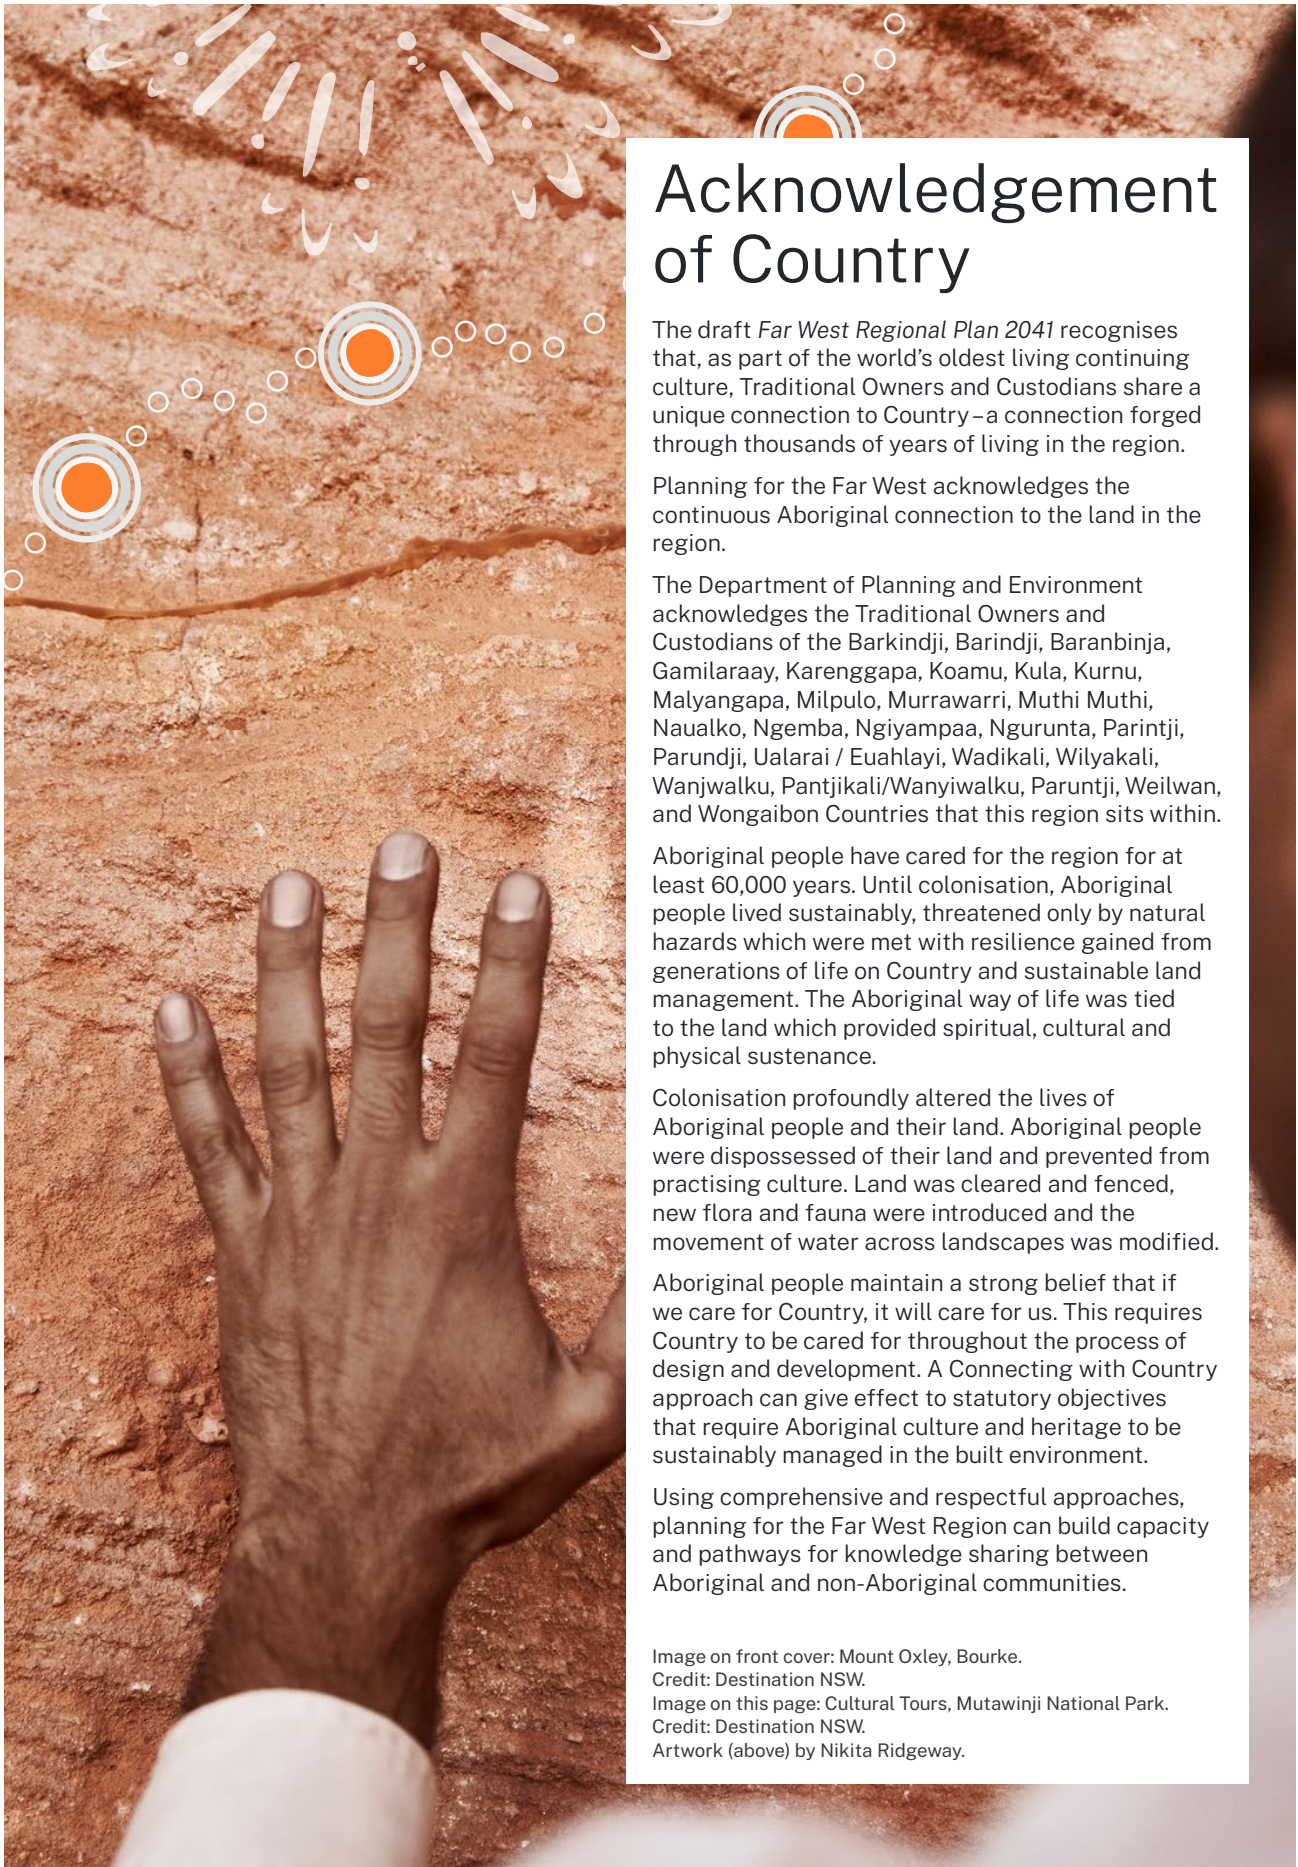 Acknowledgement
of Country
The draft Far West Regional Plan 2041 recognises
that, as part of the world’s oldest living continuing
culture, Traditional Owners and Custodians share a
unique connection to Country – a connection forged
through thousands of years of living in the region.
Planning for the Far West acknowledges the
continuous Aboriginal connection to the land in the
region.
The Department of Planning and Environment
acknowledges the Traditional Owners and
Custodians of the Barkindji, Barindji, Baranbinja,
Gamilaraay, Karenggapa, Koamu, Kula, Kurnu,
Malyangapa, Milpulo, Murrawarri, Muthi Muthi,
Naualko, Ngemba, Ngiyampaa, Ngurunta, Parintji,
Parundji, Ualarai / Euahlayi, Wadikali, Wilyakali,
Wanjwalku, Pantjikali/Wanyiwalku, Paruntji, Weilwan,
and Wongaibon Countries that this region sits within.
Aboriginal people have cared for the region for at
least 60,000 years. Until colonisation, Aboriginal
people lived sustainably, threatened only by natural
hazards which were met with resilience gained from
generations of life on Country and sustainable land
management. The Aboriginal way of life was tied
to the land which provided spiritual, cultural and
physical sustenance.
Colonisation profoundly altered the lives of
Aboriginal people and their land. Aboriginal people
were dispossessed of their land and prevented from
practising culture. Land was cleared and fenced,
new flora and fauna were introduced and the
movement of water across landscapes was modified.
Aboriginal people maintain a strong belief that if
we care for Country, it will care for us. This requires
Country to be cared for throughout the process of
design and development. A Connecting with Country
approach can give effect to statutory objectives
that require Aboriginal culture and heritage to be
sustainably managed in the built environment.
Using comprehensive and respectful approaches,
planning for the Far West Region can build capacity
and pathways for knowledge sharing between
Aboriginal and non-Aboriginal communities.
Image on front cover: Mount Oxley, Bourke.
Credit: Destination NSW.
Image on this page: Cultural Tours, Mutawinji National Park.
Credit: Destination NSW.
Artwork (above) by Nikita Ridgeway.